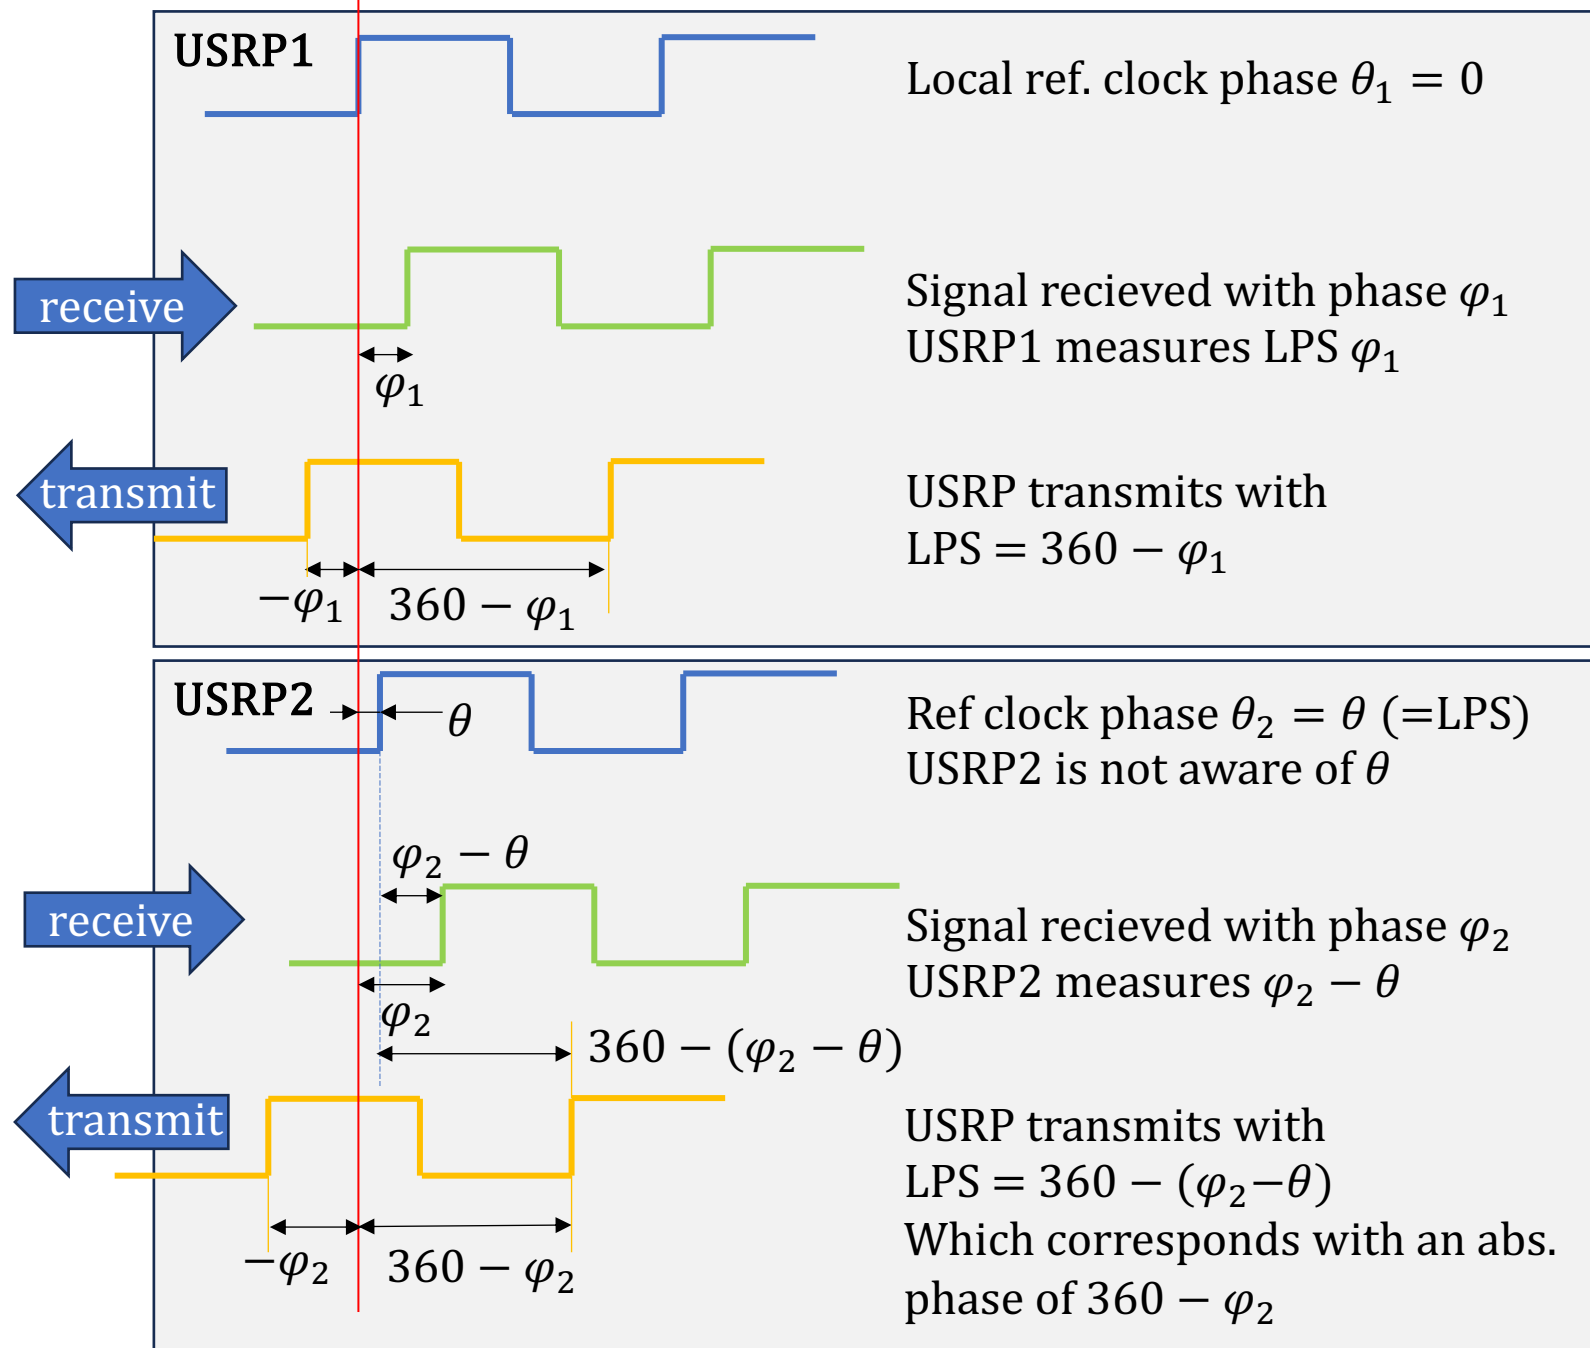 USRP1
Local ref. clock phase θ₁ = 0
receive
Signal recieved with phase φ₁
USRP1 measures LPS φ₁
φ₁
transmit
USRP transmits with
LPS = 360 − φ₁
−φ₁
360 − φ₁
USRP2
θ
Ref clock phase θ₂ = θ (=LPS)
USRP2 is not aware of θ
φ₂ − θ
receive
Signal recieved with phase φ₂
USRP2 measures φ₂ − θ
φ₂
360 − (φ₂ − θ)
transmit
USRP transmits with
LPS = 360 − (φ₂−θ)
Which corresponds with an abs.
phase of 360 − φ₂
−φ₂
360 − φ₂